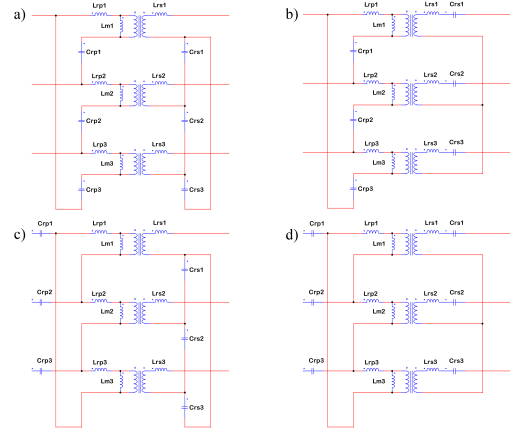 a)
Lrp1 Lrs1
Lm1
Crp1 Crs1
Lrp2 Lrs2
Lm2
Crp2 Crs2
Lrp3 Lrs3
Lm3
Crp3 Crs3
b)
Lrp1 Lrs1 Crs1
Lm1
Crp1
Lrp2 Lrs2 Crs2
Lm2
Crp2
Lrp3 Lrs3 Crs3
Lm3
Crp3
c)
Crp1 Lrp1 Lrs1
Lm1
Crs1
Crp2 Lrp2 Lrs2
Lm2
Crs2
Crp3 Lrp3 Lrs3
Lm3
Crs3
d)
Crp1 Lrp1 Lrs1 Crs1
Lm1
Crp2 Lrp2 Lrs2 Crs2
Lm2
Crp3 Lrp3 Lrs3 Crs3
Lm3